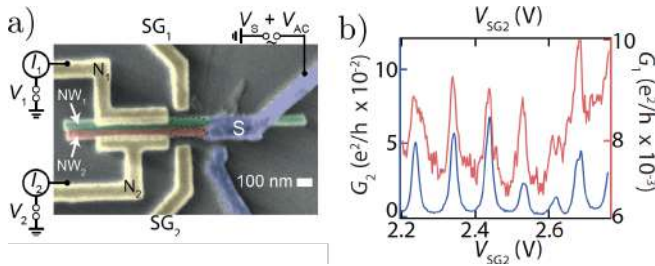 a)
SG1
VS + VAC
I1
N1
V1
NW1
S
NW2
I2
N2
100 nm
V2
SG2
b)
VSG2 (V)
G2 (e2/h x 10-2)
10
5
0
G1 (e2/h x 10-3)
10
8
6
2.2 2.4 2.6
VSG2 (V)